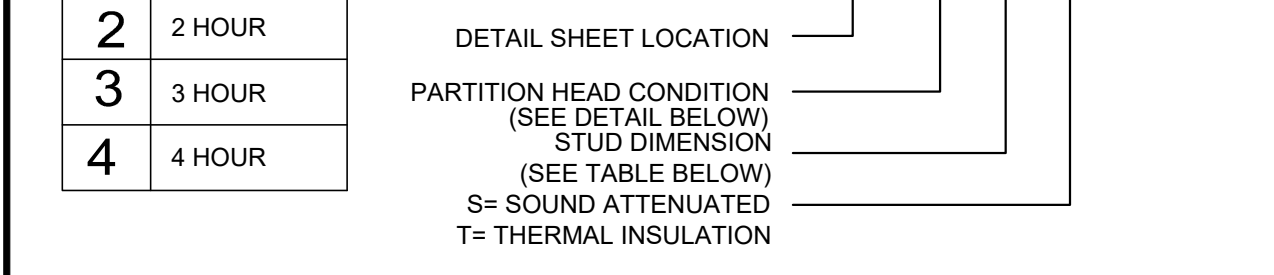 2 2 HOUR
3 3 HOUR
4 4 HOUR
DETAIL SHEET LOCATION
PARTITION HEAD CONDITION
(SEE DETAIL BELOW)
STUD DIMENSION
(SEE TABLE BELOW)
S= SOUND ATTENUATED
T= THERMAL INSULATION